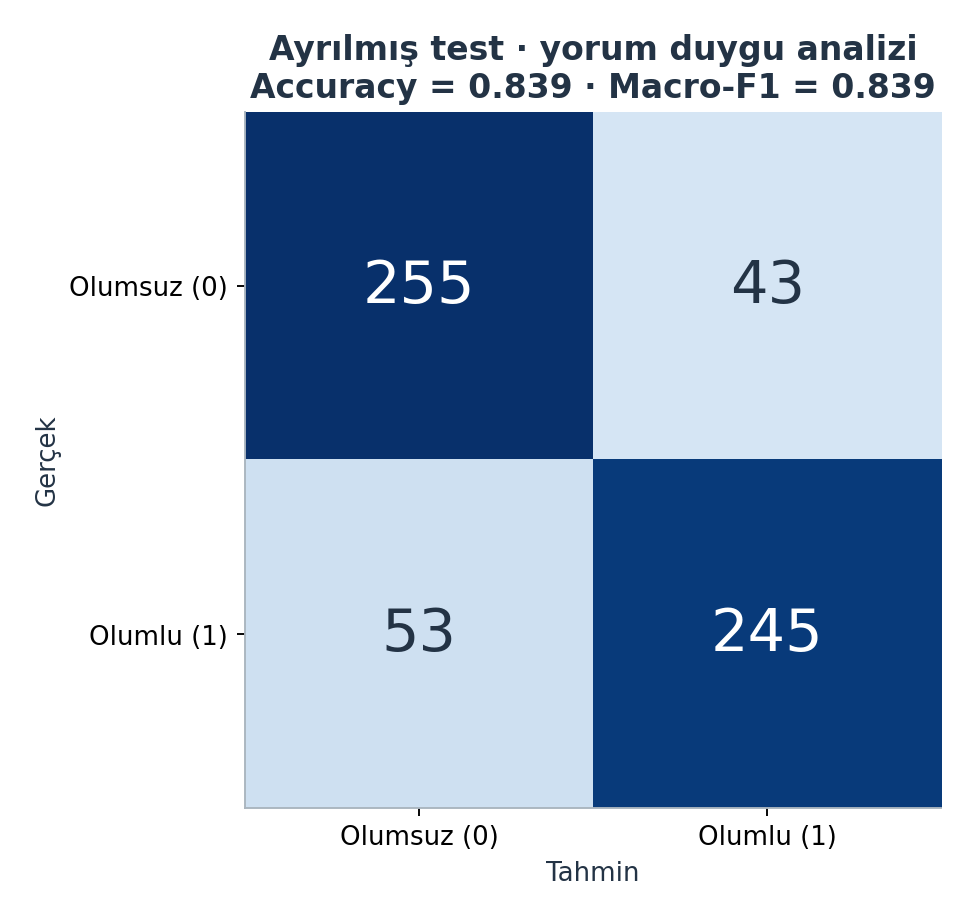 Ayrılmış test · yorum duygu analizi
Accuracy = 0.839 · Macro-F1 = 0.839
Olumsuz (0)
255
43
Gerçek
Olumlu (1)
53
245
Olumsuz (0)
Olumlu (1)
Tahmin